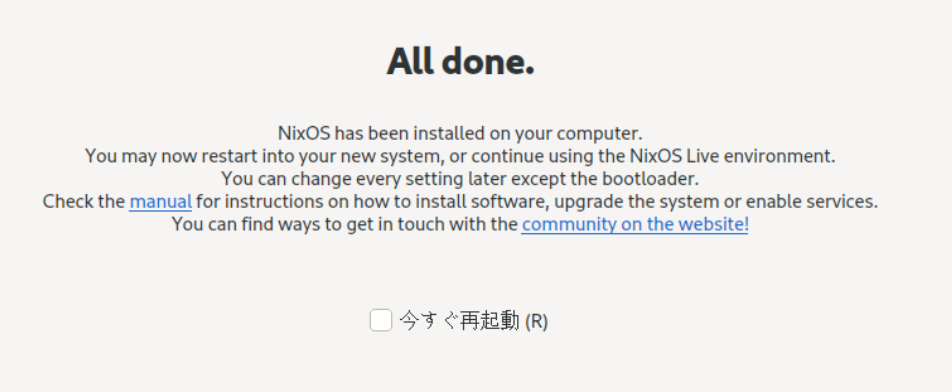 All done.
NixOS has been installed on your computer.
You may now restart into your new system, or continue using the NixOS Live environment.
You can change every setting later except the bootloader.
Check the manual for instructions on how to install software, upgrade the system or enable services.
You can find ways to get in touch with the community on the website!
今すぐ再起動 (R)